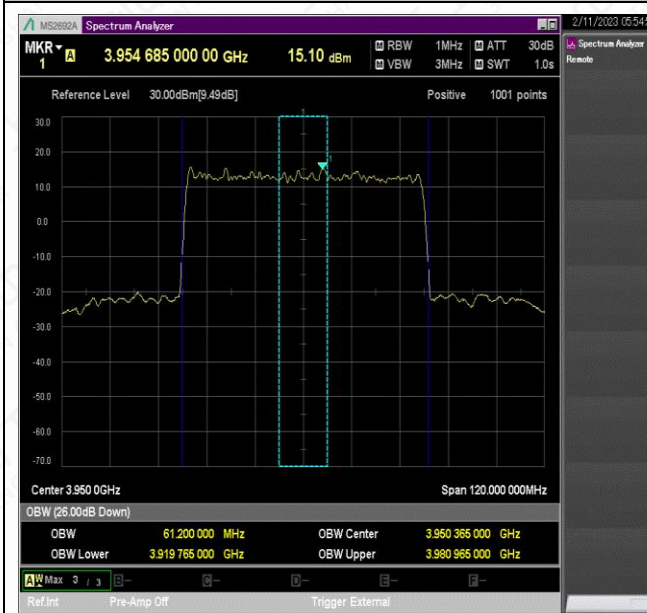 MS2692A Spectrum Analyzer
2/11/2023 05:54:5
MKR 1 A 3.954 685 000 00 GHz 15.10 dBm
M RBW 1MHz M ATT 30dB
M VBW 3MHz M SWT 1.0s
Spectrum Analyzer
Remote
Reference Level 30.00dBm[9.49dB] Positive 1001 points
1
30.0
20.0
1
10.0
0.0
-10.0
-20.0
-30.0
-40.0
-50.0
-60.0
-70.0
Center 3.950 0GHz Span 120.000 000MHz
OBW (26.00dB Down)
OBW 61.200 000 MHz OBW Center 3.950 365 000 GHz
OBW Lower 3.919 765 000 GHz OBW Upper 3.980 965 000 GHz
A W Max 3 / 3 B- C- D- E- F-
Ref.Int Pre-Amp Off Trigger External